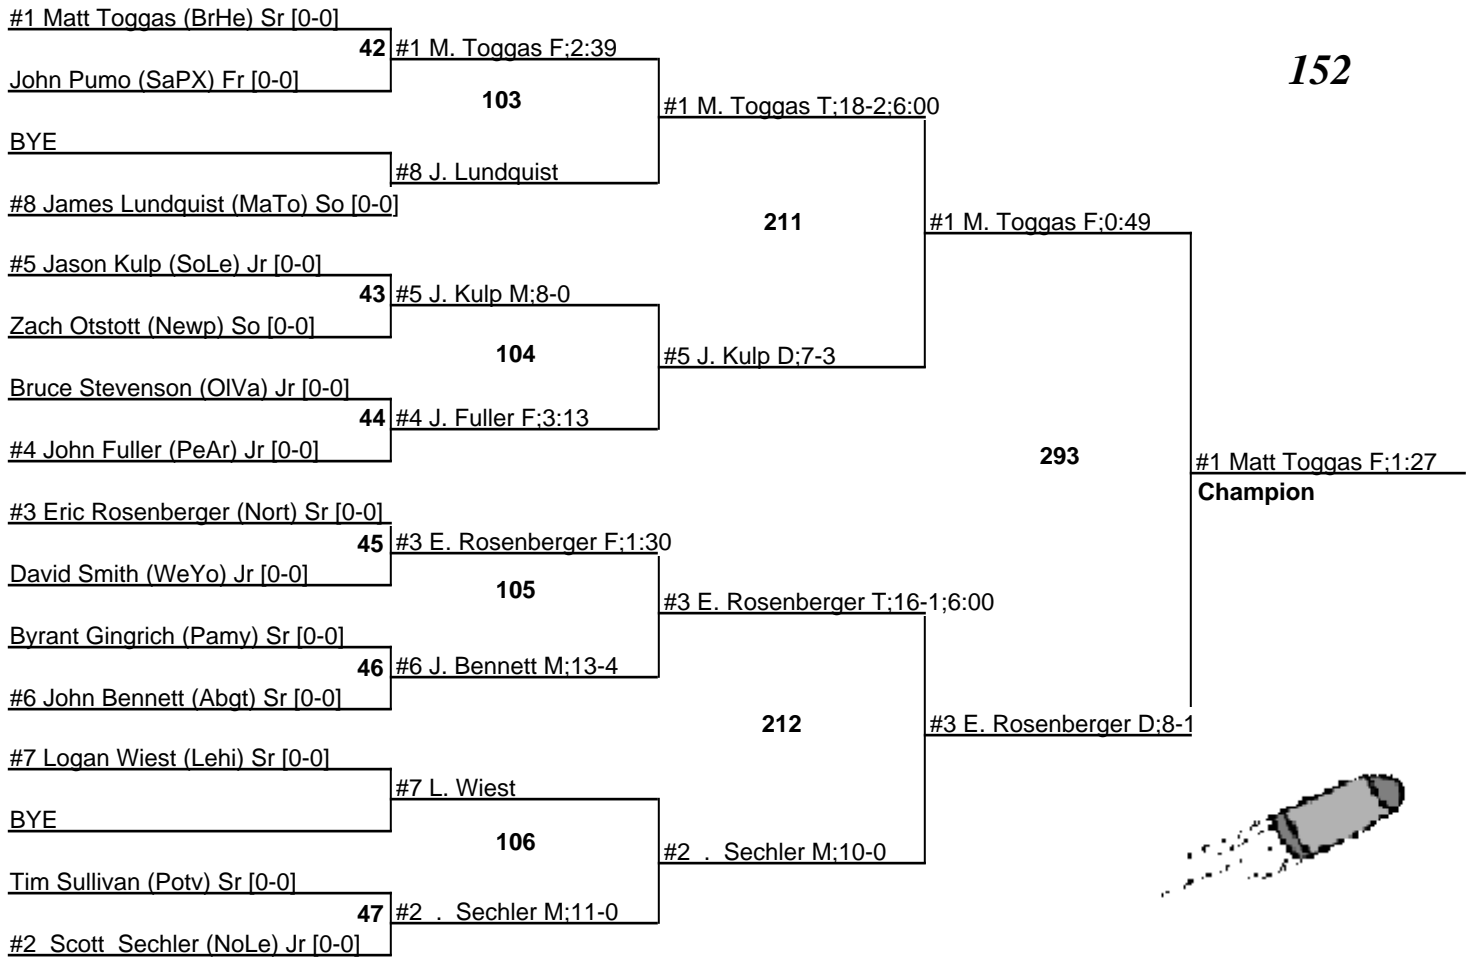 152
#1 Matt Toggas (BrHe) Sr [0-0]
42
John Pumo (SaPX) Fr [0-0]
BYE
#8 James Lundquist (MaTo) So [0-0]
#5 Jason Kulp (SoLe) Jr [0-0]
43
Zach Otstott (Newp) So [0-0]
Bruce Stevenson (OlVa) Jr [0-0]
44
#4 John Fuller (PeAr) Jr [0-0]
#3 Eric Rosenberger (Nort) Sr [0-0]
45
David Smith (WeYo) Jr [0-0]
Byrant Gingrich (Pamy) Sr [0-0]
46
#6 John Bennett (Abgt) Sr [0-0]
#7 Logan Wiest (Lehi) Sr [0-0]
BYE
Tim Sullivan (Potv) Sr [0-0]
47
#2 Scott Sechler (NoLe) Jr [0-0]
#1 M. Toggas F;2:39
103
#8 J. Lundquist
#5 J. Kulp M;8-0
104
#4 J. Fuller F;3:13
#3 E. Rosenberger F;1:30
105
#6 J. Bennett M;13-4
#7 L. Wiest
106
#2 . Sechler M;11-0
#1 M. Toggas T;18-2;6:00
211
#5 J. Kulp D;7-3
#3 E. Rosenberger T;16-1;6:00
212
#2 . Sechler M;10-0
#1 M. Toggas F;0:49
293
#3 E. Rosenberger D;8-1
#1 Matt Toggas F;1:27
Champion